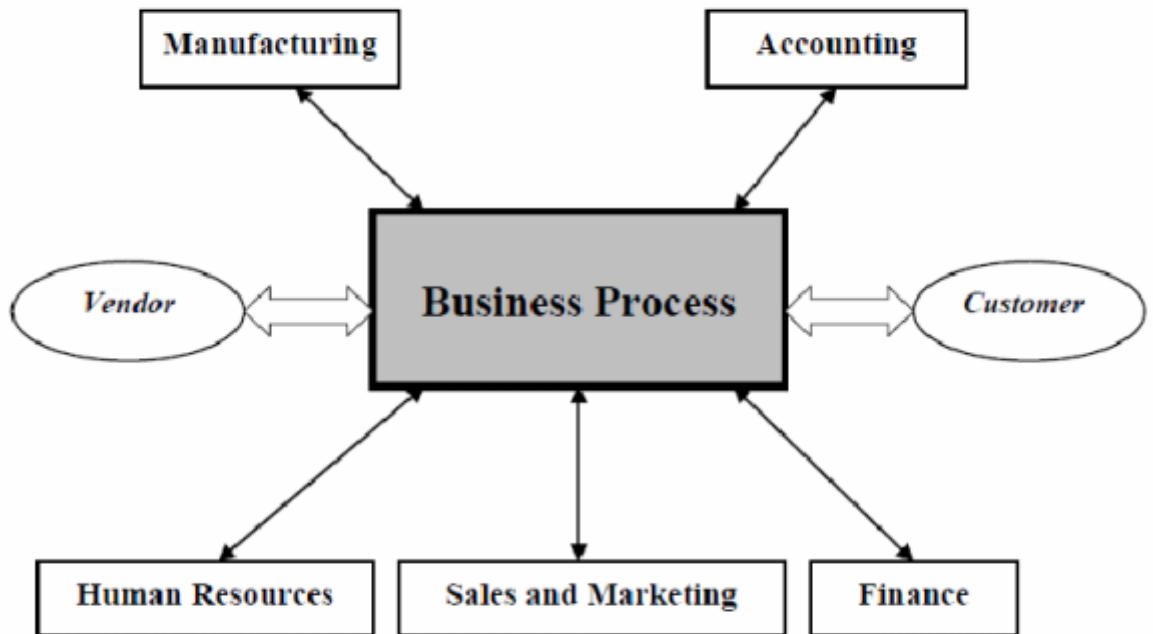 Manufacturing
Accounting
Vendor
Business Process
Customer
Human Resources
Sales and Marketing
Finance